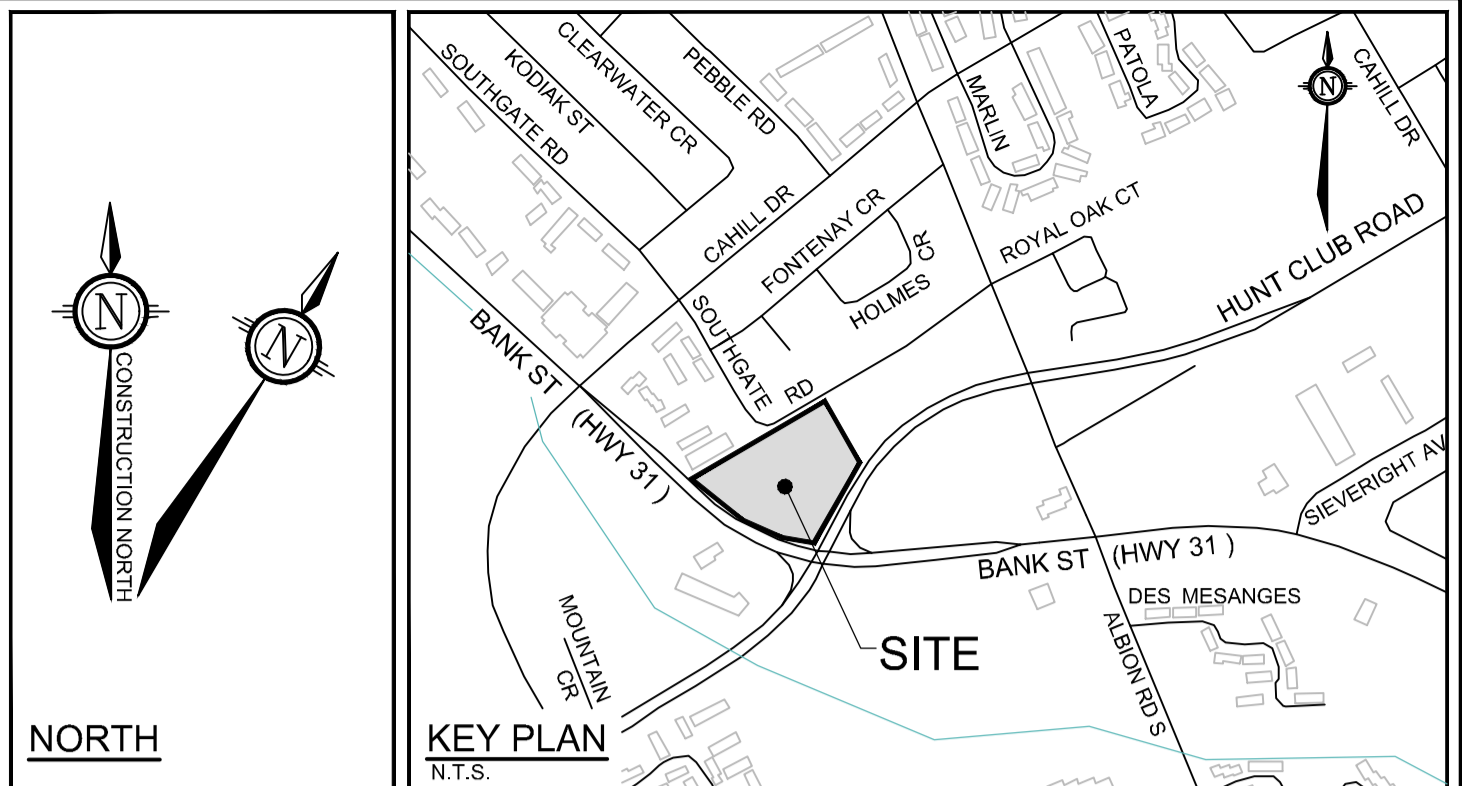 N
N
CONSTRUCTION NORTH
NORTH
SOUTHGATE RD
KODIAK ST
CLEARWATER CR
PEBBLE RD
MARLIN
PATOLA
CAHILL DR
N
CAHILL DR
FONTENAY CR
HOLMES CR
ROYAL OAK CT
HUNT CLUB ROAD
SOUTHGATE RD
BANK ST (HWY 31 )
SIEVERIGHT AV
BANK ST (HWY 31 )
DES MESANGES
ALBION RD S
MOUNTAIN
CR
SITE
KEY PLAN
N.T.S.